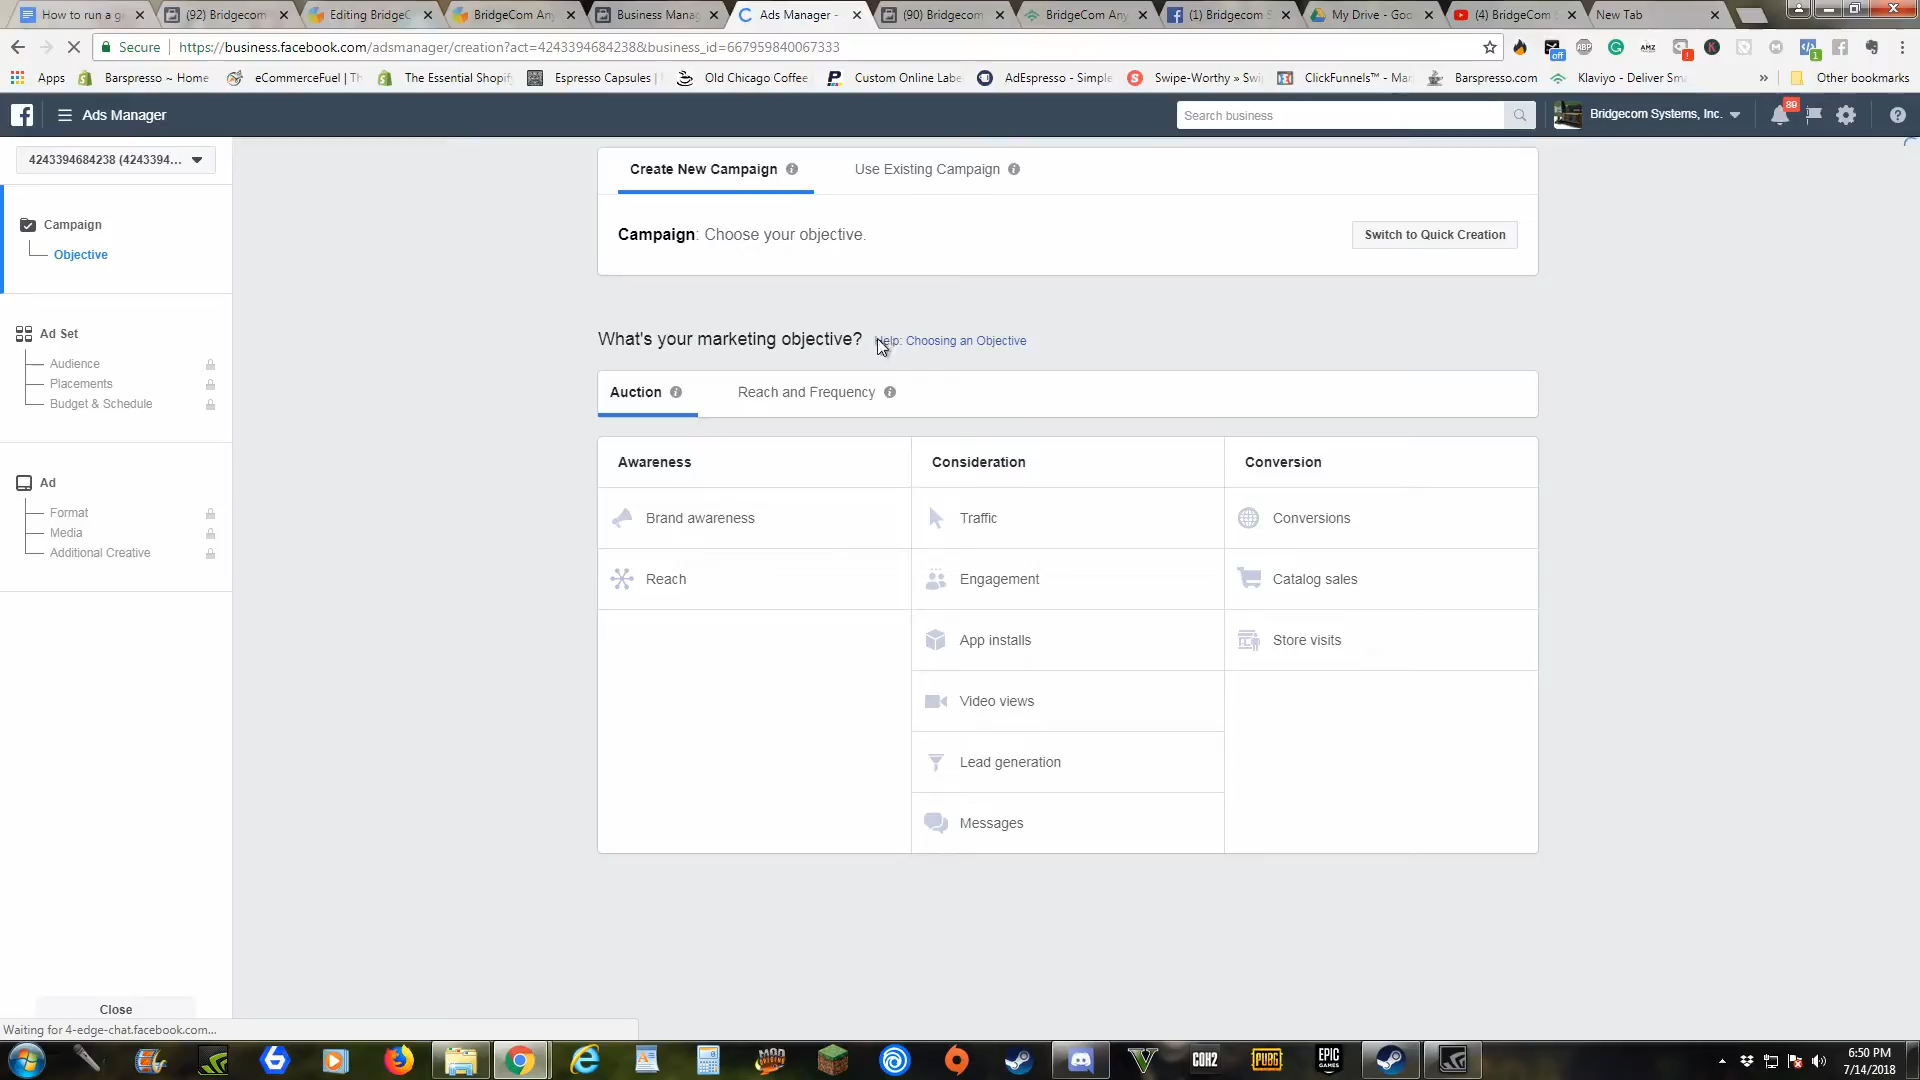 How to run a g
(92) Bridgecom
Editing BridgeC
BridgeCom Any
Business Manag
Ads Manager -
(90) Bridgecom
BridgeCom Any
(1) Bridgecom S
My Drive - Goo
(4) BridgeCom S
New Tab
Secure
https://business.facebook.com/adsmanager/creation?act=4243394684238&business_id=667959840067333
Apps
Barspresso ~ Home
eCommerceFuel | Th
The Essential Shopif
Espresso Capsules |
Old Chicago Coffee
Custom Online Labe
AdEspresso - Simple
Swipe-Worthy » Swi
ClickFunnels™ - Mar
Barspresso.com
Klaviyo - Deliver Sm
»
Other bookmarks
Ads Manager
Search business
Bridgecom Systems, Inc.
89
4243394684238 (4243394...
Create New Campaign
Use Existing Campaign
Campaign: Choose your objective.
Switch to Quick Creation
Campaign
Objective
Ad Set
Audience
Placements
Budget & Schedule
Ad
Format
Media
Additional Creative
What's your marketing objective?
Help: Choosing an Objective
Auction
Reach and Frequency
Awareness
Consideration
Conversion
Brand awareness
Traffic
Conversions
Reach
Engagement
Catalog sales
App installs
Store visits
Video views
Lead generation
Messages
Close
Waiting for 4-edge-chat.facebook.com...
COH2
PUBG
EPIC GAMES
6:50 PM
7/14/2018